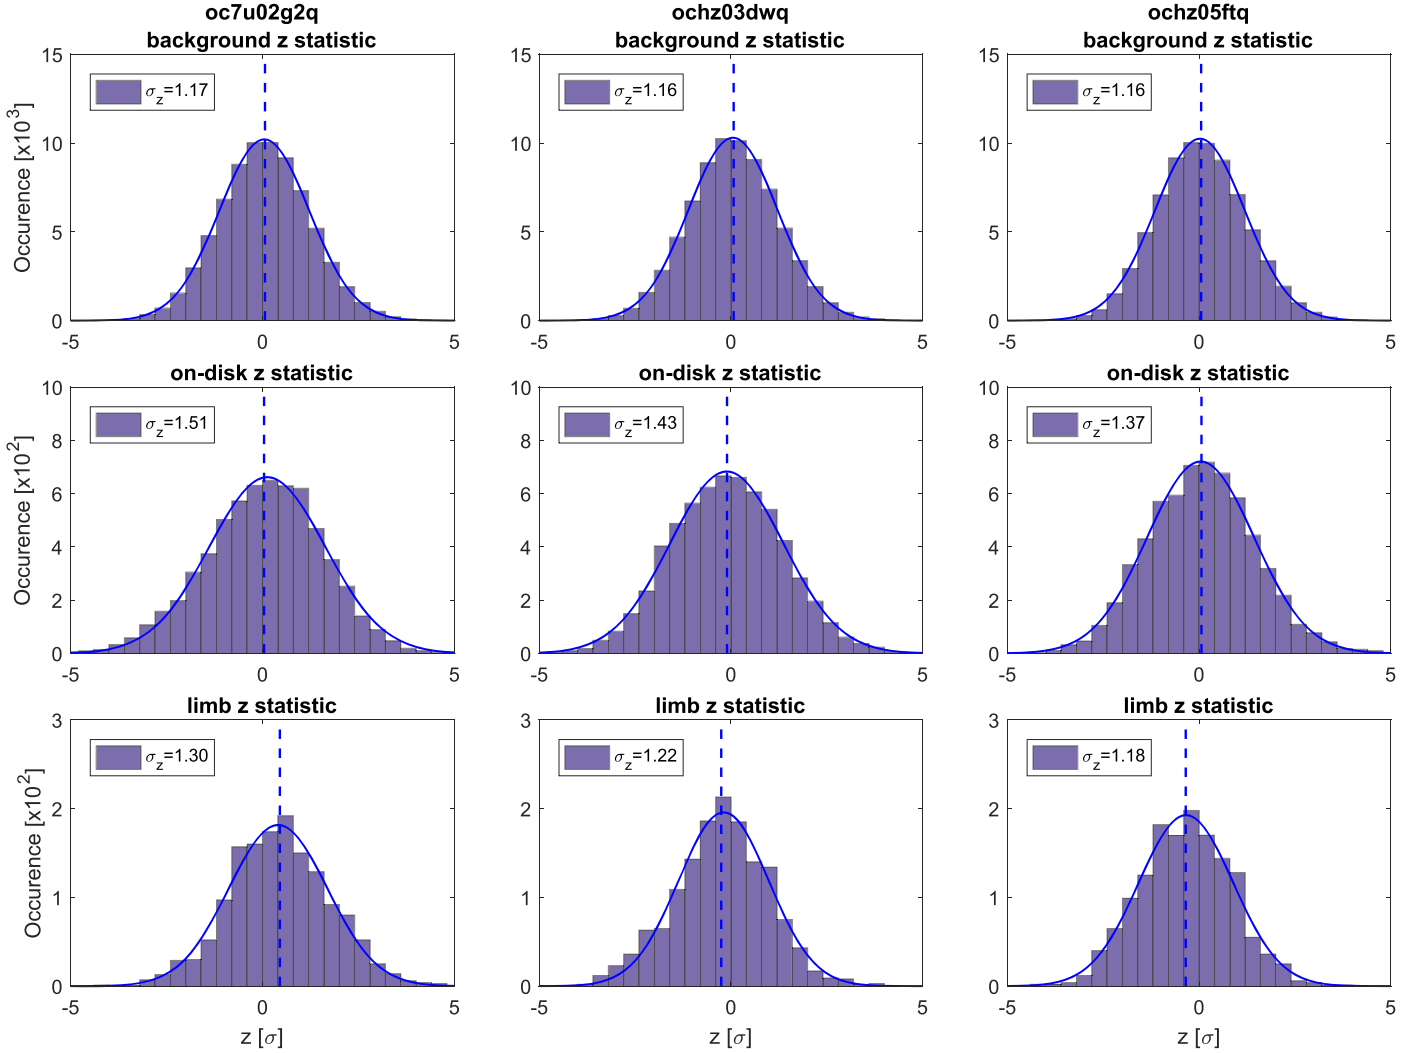 oc7u02g2q
background z statistic
ochz03dwq
background z statistic
ochz05ftq
background z statistic
σz=1.17
σz=1.16
σz=1.16
Occurence [x10^3]
15
10
5
0
-5 0 5
15
10
5
0
-5 0 5
15
10
5
0
-5 0 5
on-disk z statistic
on-disk z statistic
on-disk z statistic
σz=1.51
σz=1.43
σz=1.37
Occurence [x10^2]
10
8
6
4
2
0
-5 0 5
10
8
6
4
2
0
-5 0 5
10
8
6
4
2
0
-5 0 5
limb z statistic
limb z statistic
limb z statistic
σz=1.30
σz=1.22
σz=1.18
Occurence [x10^2]
3
2
1
0
-5 0 5
z [σ]
3
2
1
0
-5 0 5
z [σ]
3
2
1
0
-5 0 5
z [σ]